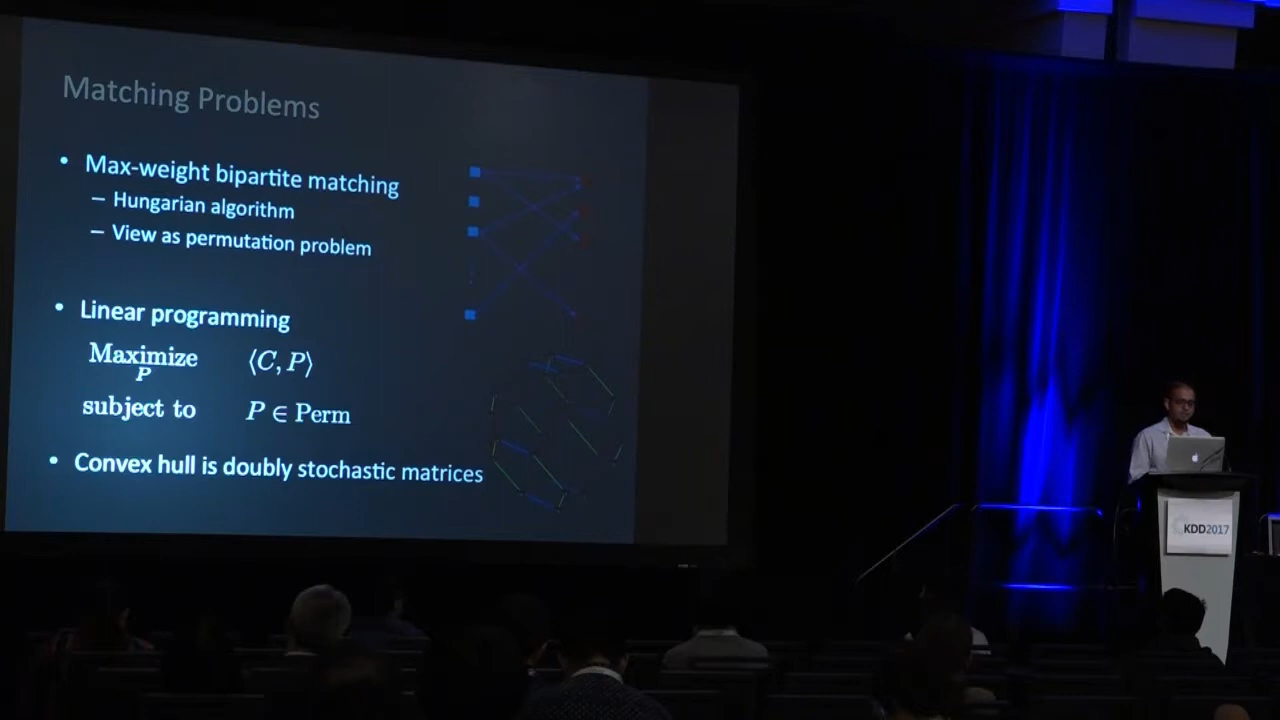 Matching Problems
• Max-weight bipartite matching
– Hungarian algorithm
– View as permutation problem
• Linear programming
Maximize ⟨C, P⟩
P
subject to P ∈ Perm
• Convex hull is doubly stochastic matrices
KDD2017